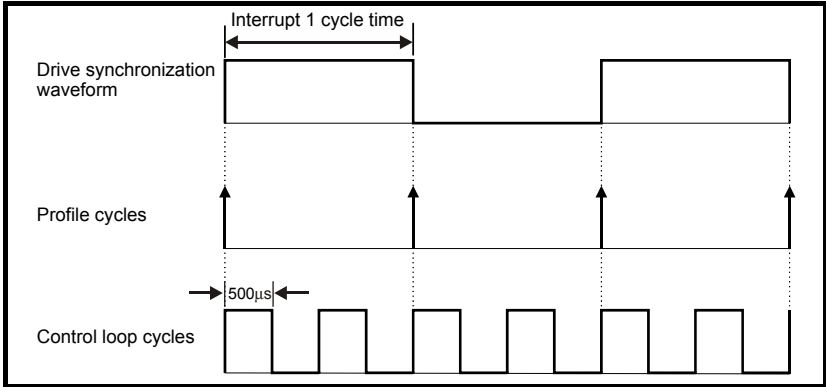 Interrupt 1 cycle time
Drive synchronization
waveform
Profile cycles
500µs
Control loop cycles